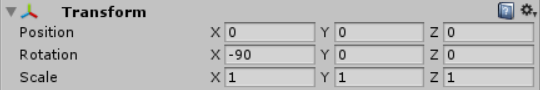 Transform
Position X 0 Y 0 Z 0
Rotation X -90 Y 0 Z 0
Scale X 1 Y 1 Z 1